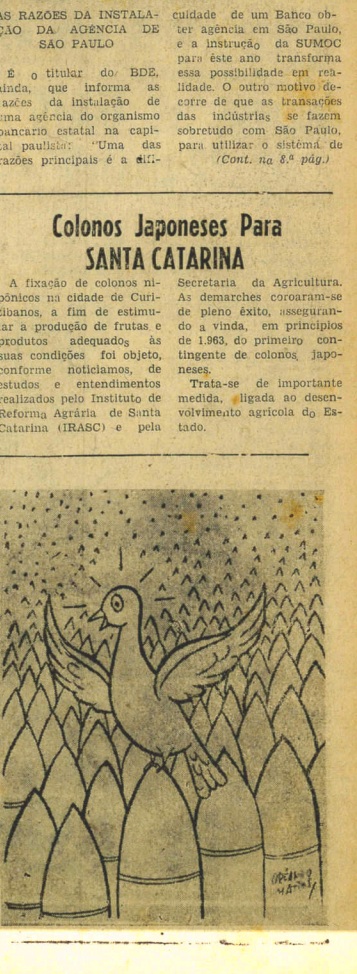 AS RAZÕES DA INSTALA-
ÇÃO DA AGÊNCIA DE
SÃO PAULO
É o titular do BDE,
ainda, que informa as
razões da instalação de
uma agência do organismo
bancario estatal na capi-
tal paulista: "Uma das
razões principais é a difi-
culdade de um Banco ob-
ter agência em São Paulo,
e a instrução da SUMOC
para êste ano transforma
essa possibilidade em rea-
lidade. O outro motivo de-
corre de que as transações
das indústrias se fazem
sobretudo com São Paulo,
para utilizar o sistema de
(Cont. na 8.ª pág.)
Colonos Japoneses Para
SANTA CATARINA
A fixação de colonos ni-
pônicos na cidade de Curi-
tibanos, a fim de estimu-
lar a produção de frutas e
produtos adequados às
suas condições foi objeto,
conforme noticiamos, de
estudos e entendimentos
realizados pelo Instituto de
Reforma Agrária de Santa
Catarina (IRASC) e pela
Secretaria da Agricultura.
As demarches coroaram-se
de pleno êxito, asseguran-
do a vinda, em principios
de 1.963, do primeiro con-
tingente de colonos japo-
neses.
Trata-se de importante
medida, ligada ao desen-
volvimento agricola do Es-
tado.
ORLANDO
MATTOS